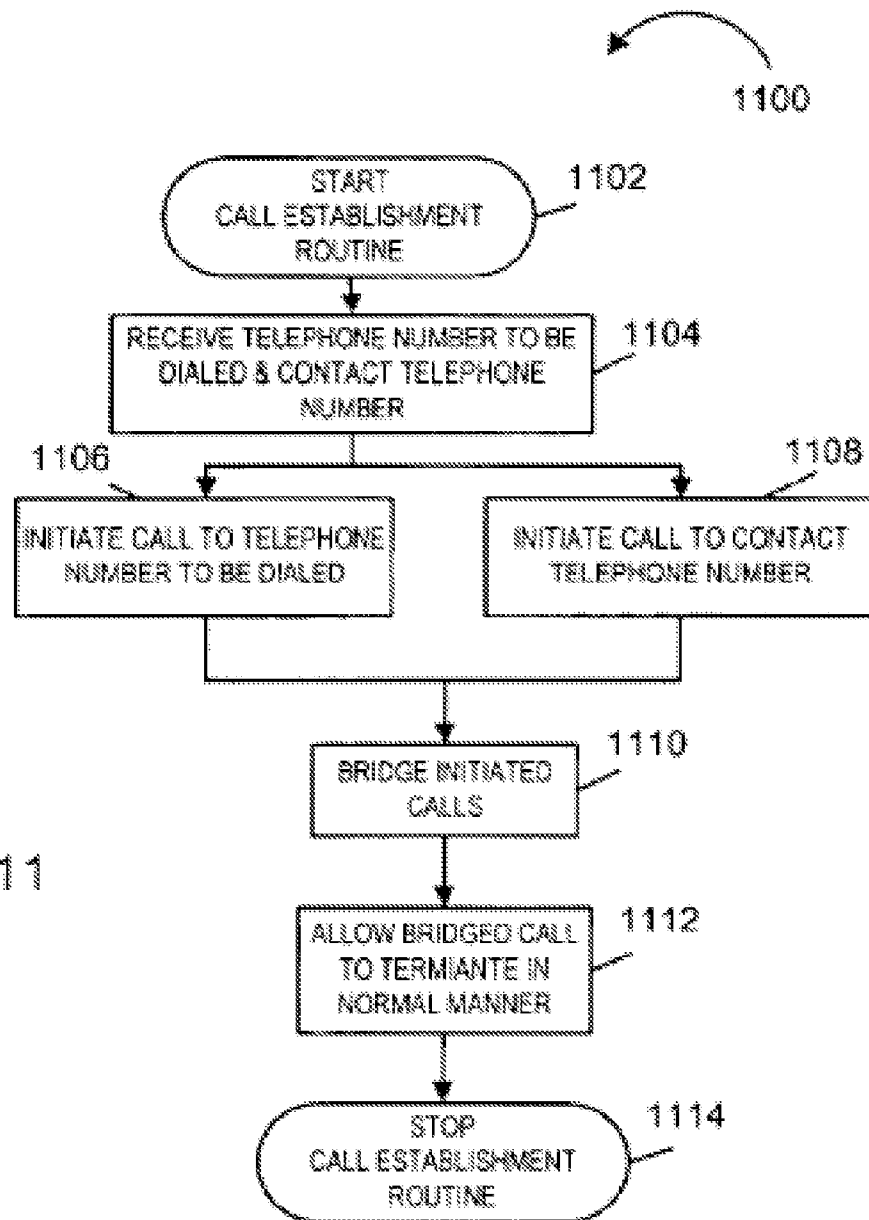 1100
START
CALL ESTABLISHMENT
ROUTINE
1102
RECEIVE TELEPHONE NUMBER TO BE
DIALED & CONTACT TELEPHONE
NUMBER
1104
1106
INITIATE CALL TO TELEPHONE
NUMBER TO BE DIALED
1108
INITIATE CALL TO CONTACT
TELEPHONE NUMBER
BRIDGE INITIATED
CALLS
1110
11
ALLOW BRIDGED CALL
TO TERMIANTE IN
NORMAL MANNER
1112
STOP
CALL ESTABLISHMENT
ROUTINE
1114